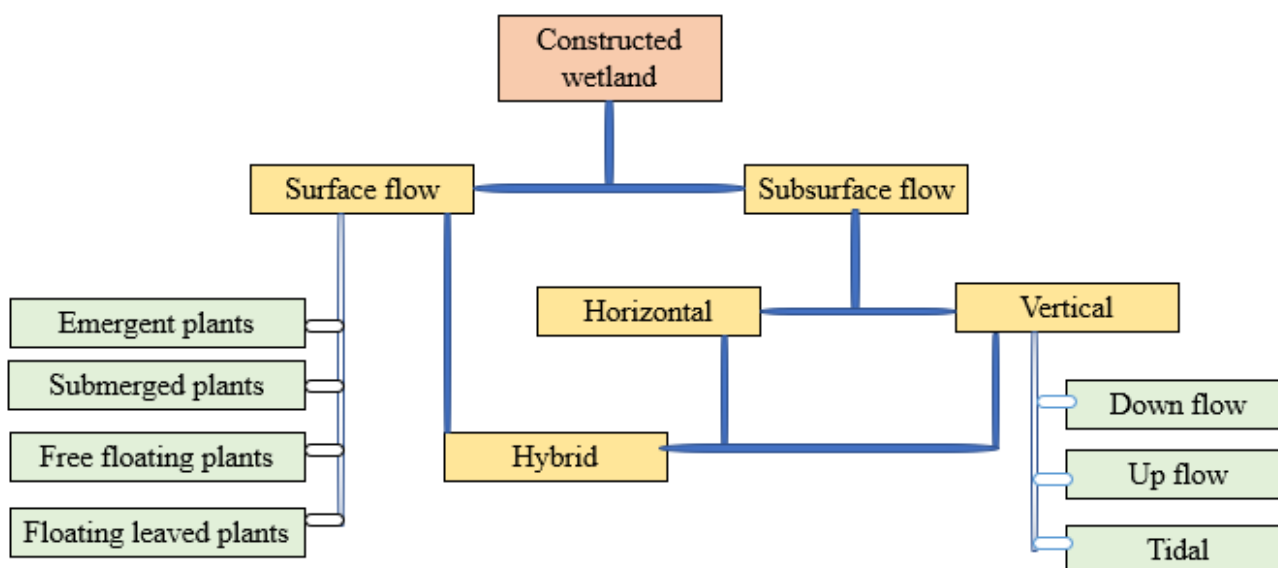 Constructed
wetland
Surface flow
Subsurface flow
Horizontal
Vertical
Hybrid
Emergent plants
Submerged plants
Free floating plants
Floating leaved plants
Down flow
Up flow
Tidal